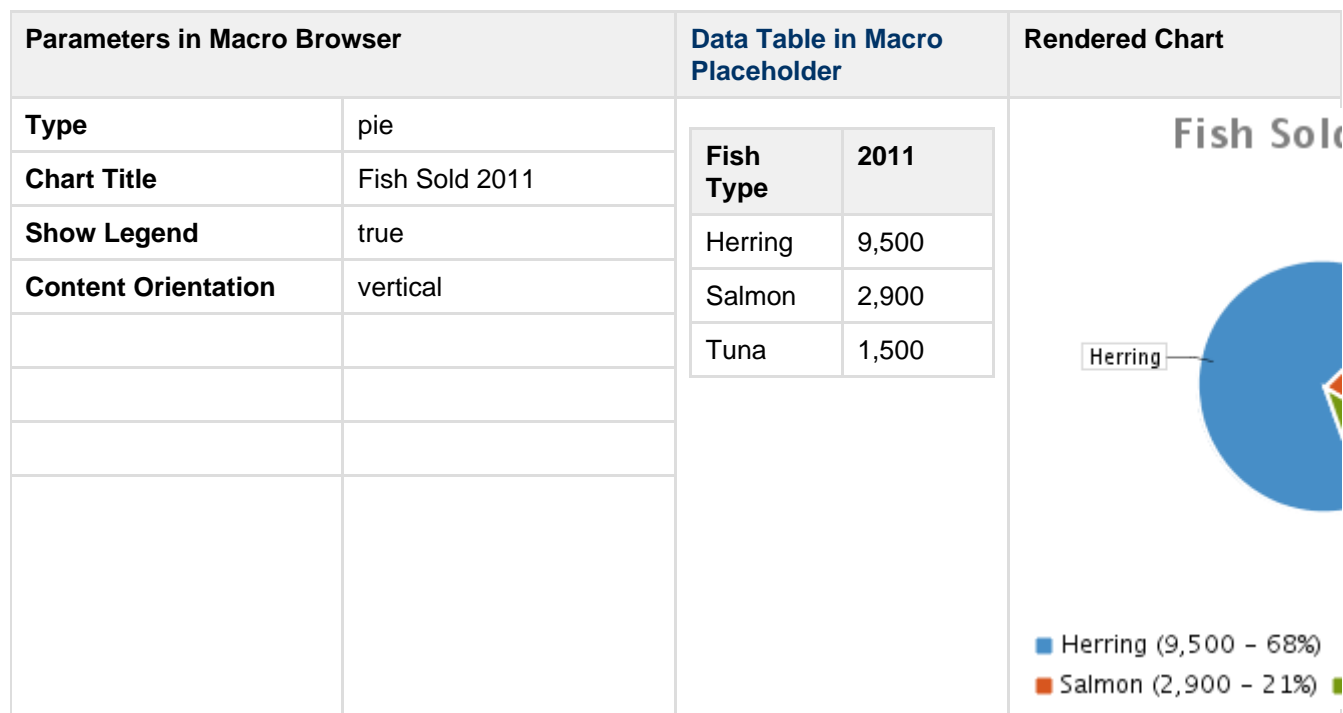 Parameters in Macro Browser
Data Table in Macro
Placeholder
Rendered Chart
Type
pie
Chart Title
Fish Sold 2011
Show Legend
true
Content Orientation
vertical
Fish
Type
2011
Herring
9,500
Salmon
2,900
Tuna
1,500
Fish Sold
Herring
Herring (9,500 – 68%)
Salmon (2,900 – 21%)